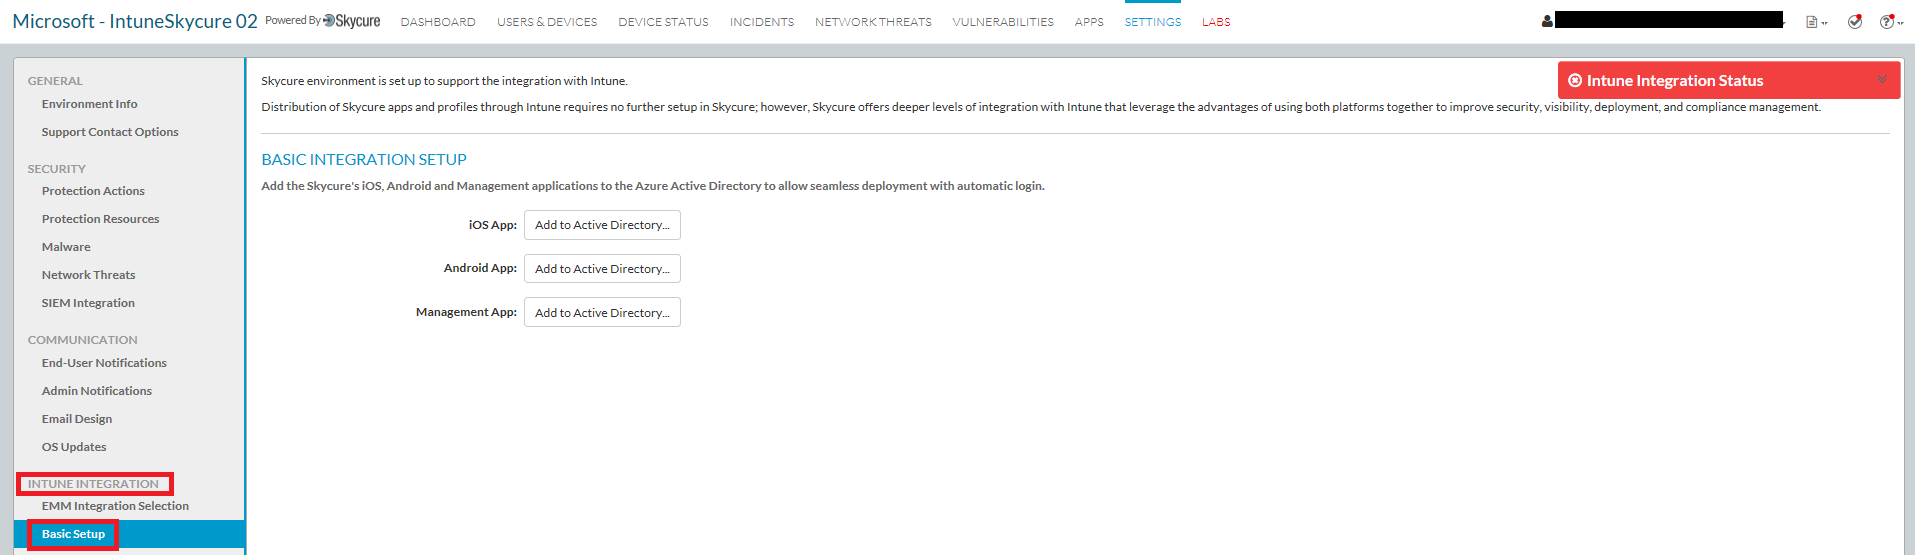 Microsoft - IntuneSkycure 02 Powered By Skycure DASHBOARD USERS & DEVICES DEVICE STATUS INCIDENTS NETWORK THREATS VULNERABILITIES APPS SETTINGS LABS
GENERAL
Environment Info
Support Contact Options
SECURITY
Protection Actions
Protection Resources
Malware
Network Threats
SIEM Integration
COMMUNICATION
End-User Notifications
Admin Notifications
Email Design
OS Updates
INTUNE INTEGRATION
EMM Integration Selection
Basic Setup
Skycure environment is set up to support the integration with Intune.
Intune Integration Status
Distribution of Skycure apps and profiles through Intune requires no further setup in Skycure; however, Skycure offers deeper levels of integration with Intune that leverage the advantages of using both platforms together to improve security, visibility, deployment, and compliance management.
BASIC INTEGRATION SETUP
Add the Skycure's iOS, Android and Management applications to the Azure Active Directory to allow seamless deployment with automatic login.
iOS App: Add to Active Directory...
Android App: Add to Active Directory...
Management App: Add to Active Directory...